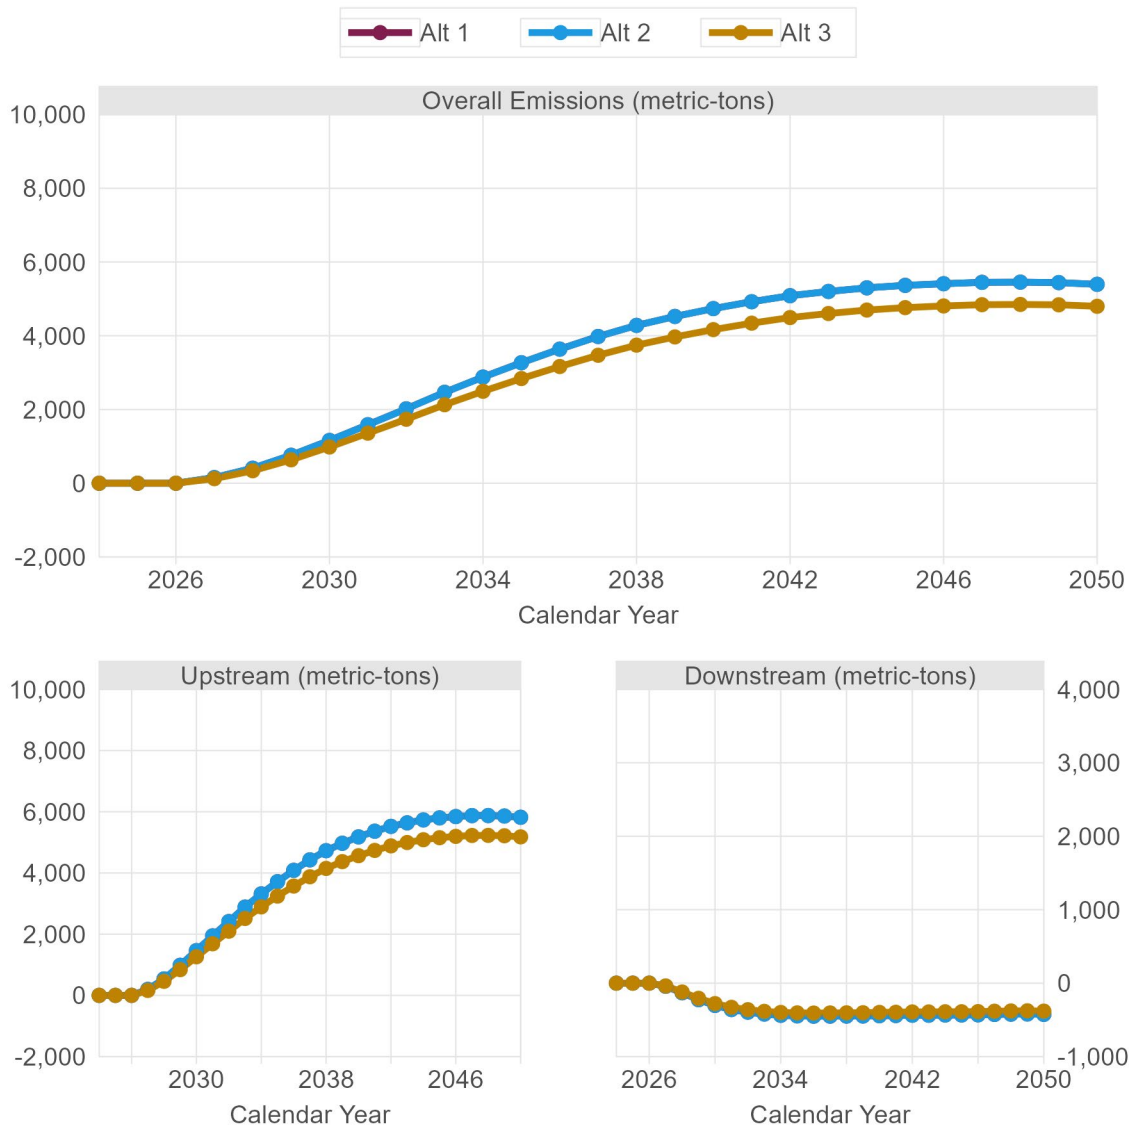 Alt 1 Alt 2 Alt 3
Overall Emissions (metric-tons)
10,000
8,000
6,000
4,000
2,000
0
-2,000
2026 2030 2034 2038 2042 2046 2050
Calendar Year
Upstream (metric-tons)
10,000
8,000
6,000
4,000
2,000
0
-2,000
2030 2038 2046
Calendar Year
Downstream (metric-tons)
4,000
3,000
2,000
1,000
0
-1,000
2026 2034 2042 2050
Calendar Year